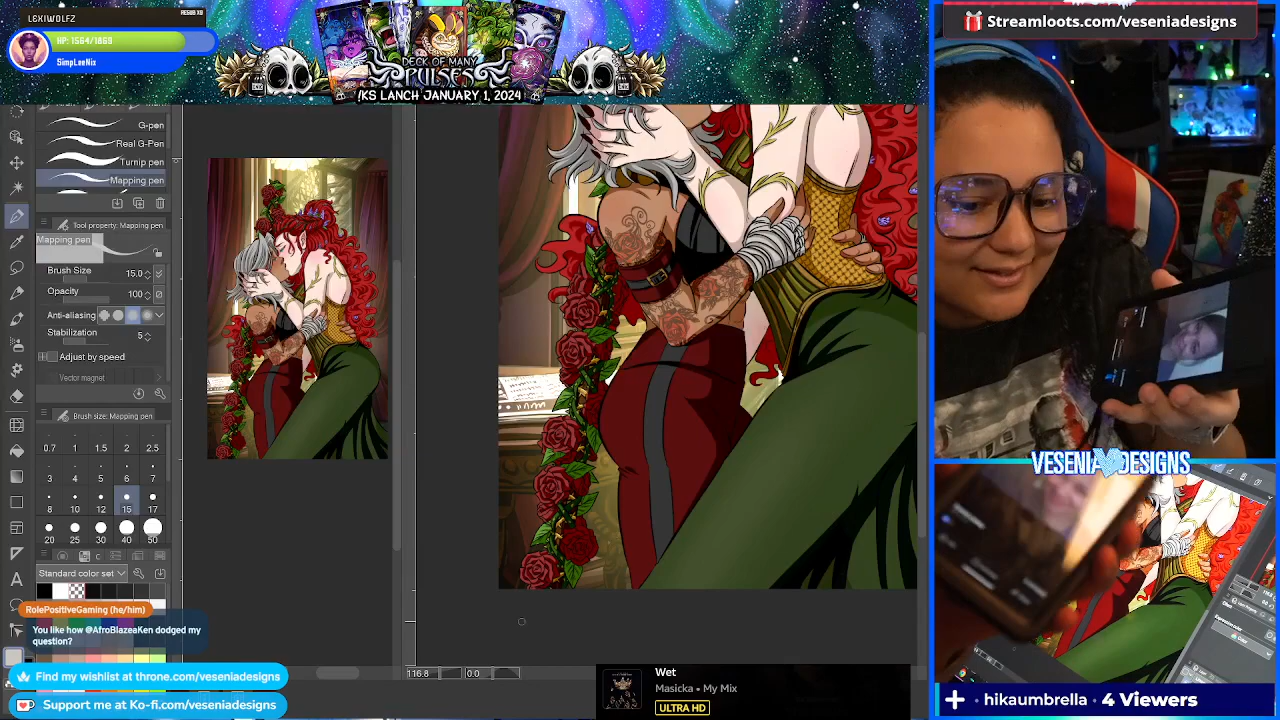 LEXIWOLFZ
HP: 1564/1869
SimpLeeNix
DECK OF MANY
PULSES
!KS LANCH JANUARY 1, 2024
Streamloots.com/veseniadesigns
G-pen
Real G-Pen
Turnip pen
Mapping pen
Tool property: Mapping pen
Mapping pen
Brush Size
15.0
Opacity
100
Anti-aliasing
Stabilization
5
Adjust by speed
Vector magnet
Brush size: Mapping pen
0.7 1 1.5 2 2.5
3 4 5 6 7
8 10 12 15 17
20 25 30 40 50
Standard color set
RolePositiveGaming (he/him)
You like how @AfroBlazeaKen dodged my
question?
Find my wishlist at throne.com/veseniadesigns
Support me at Ko-fi.com/veseniadesigns
116.8
0.0
Wet
Masicka • My Mix
ULTRA HD
VESENIA DESIGNS
hikaumbrella • 4 Viewers